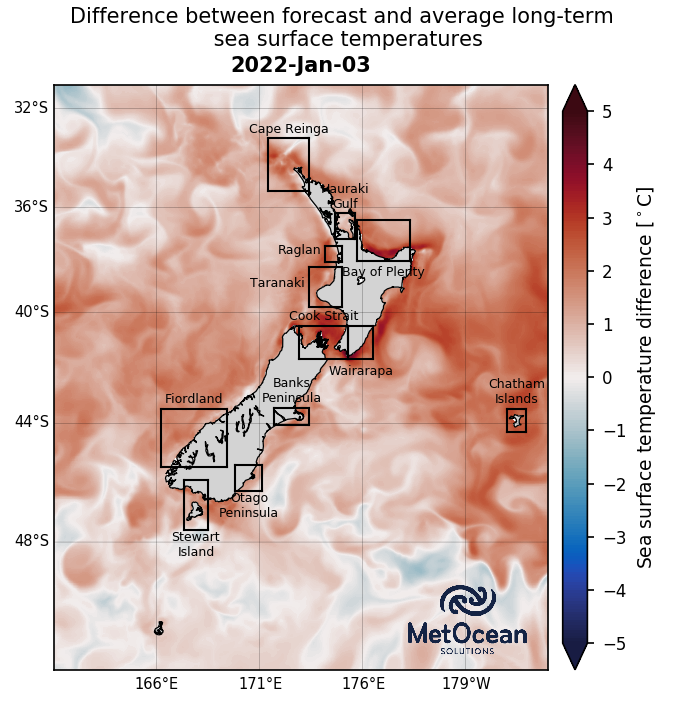 Difference between forecast and average long-term
sea surface temperatures
2022-Jan-03
32°S
36°S
40°S
44°S
48°S
Cape Reinga
Hauraki
Gulf
Raglan
Bay of Plenty
Taranaki
Cook Strait
Wairarapa
Banks
Peninsula
Fiordland
Chatham
Islands
Otago
Peninsula
Stewart
Island
MetOcean
SOLUTIONS
166°E
171°E
176°E
179°W
5
4
3
2
1
0
−1
−2
−3
−4
−5
Sea surface temperature difference [°C]